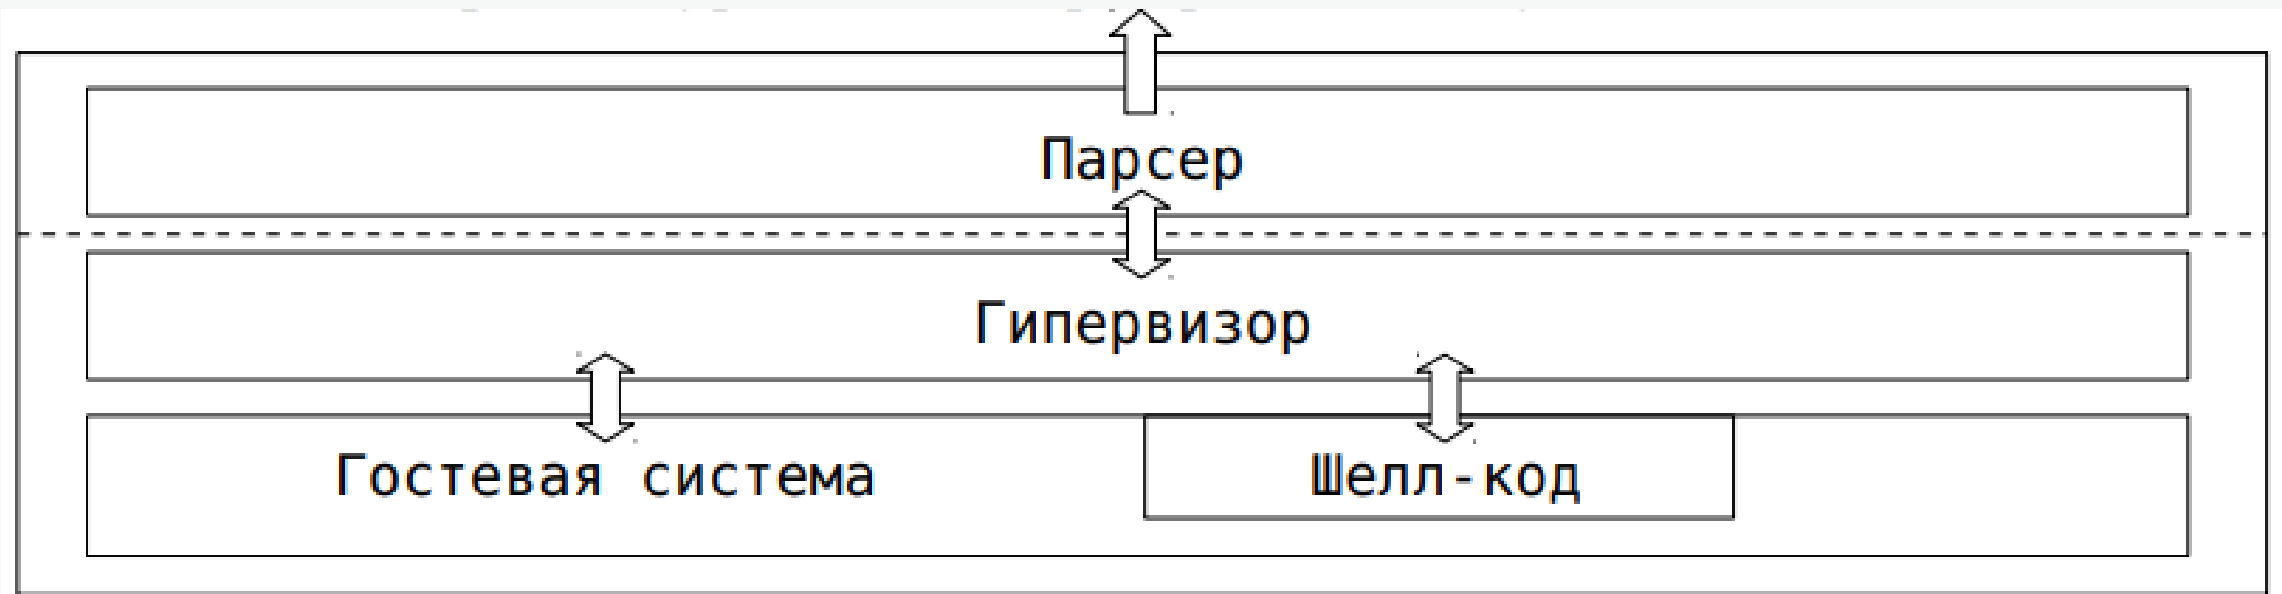 Парсер
Гипервизор
Гостевая система
Шелл-код